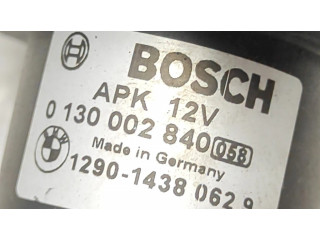 BOSCH
APK 12V
0 130 002 840 058
Made in Germany
1290-1438 062 9